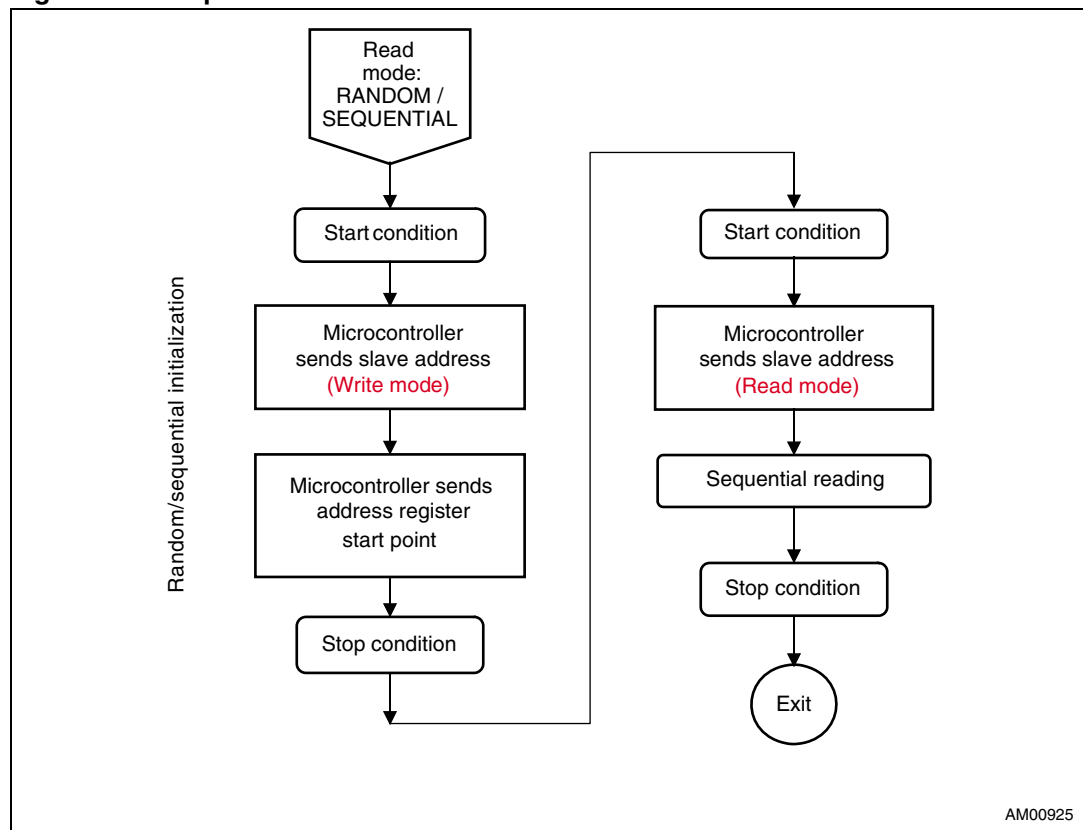 Read
mode:
RANDOM /
SEQUENTIAL
Start condition
Random/sequential initialization
Microcontroller
sends slave address
(Write mode)
Microcontroller sends
address register
start point
Stop condition
Start condition
Microcontroller
sends slave address
(Read mode)
Sequential reading
Stop condition
Exit
AM00925